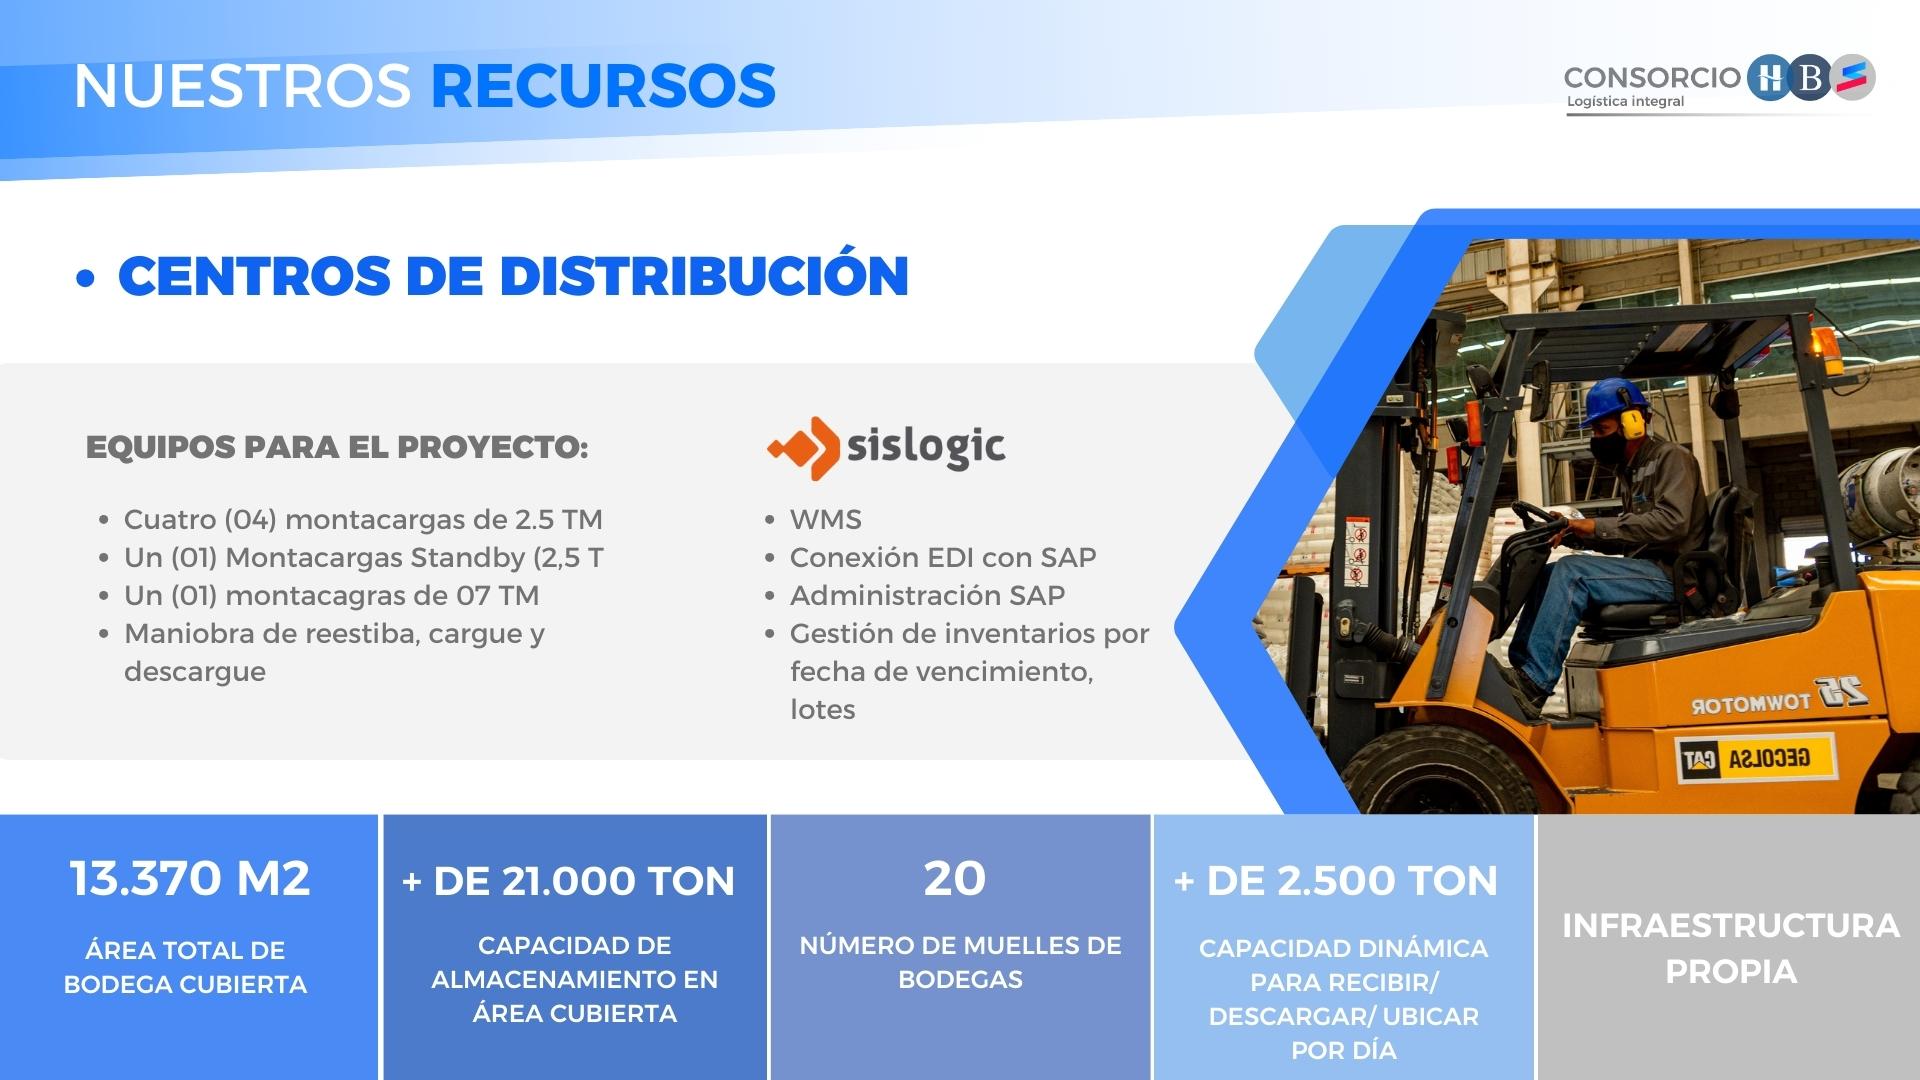 NUESTROS RECURSOS
CONSORCIO H B S
Logística integral
• CENTROS DE DISTRIBUCIÓN
EQUIPOS PARA EL PROYECTO:
• Cuatro (04) montacargas de 2.5 TM
• Un (01) Montacargas Standby (2,5 T
• Un (01) montacagras de 07 TM
• Maniobra de reestiba, cargue y
descargue
sislogic
• WMS
• Conexión EDI con SAP
• Administración SAP
• Gestión de inventarios por
fecha de vencimiento,
lotes
TOWMOTOR 25
GECOLSA CAT
13.370 M2
ÁREA TOTAL DE
BODEGA CUBIERTA
+ DE 21.000 TON
CAPACIDAD DE
ALMACENAMIENTO EN
ÁREA CUBIERTA
20
NÚMERO DE MUELLES DE
BODEGAS
+ DE 2.500 TON
CAPACIDAD DINÁMICA
PARA RECIBIR/
DESCARGAR/ UBICAR
POR DÍA
INFRAESTRUCTURA
PROPIA